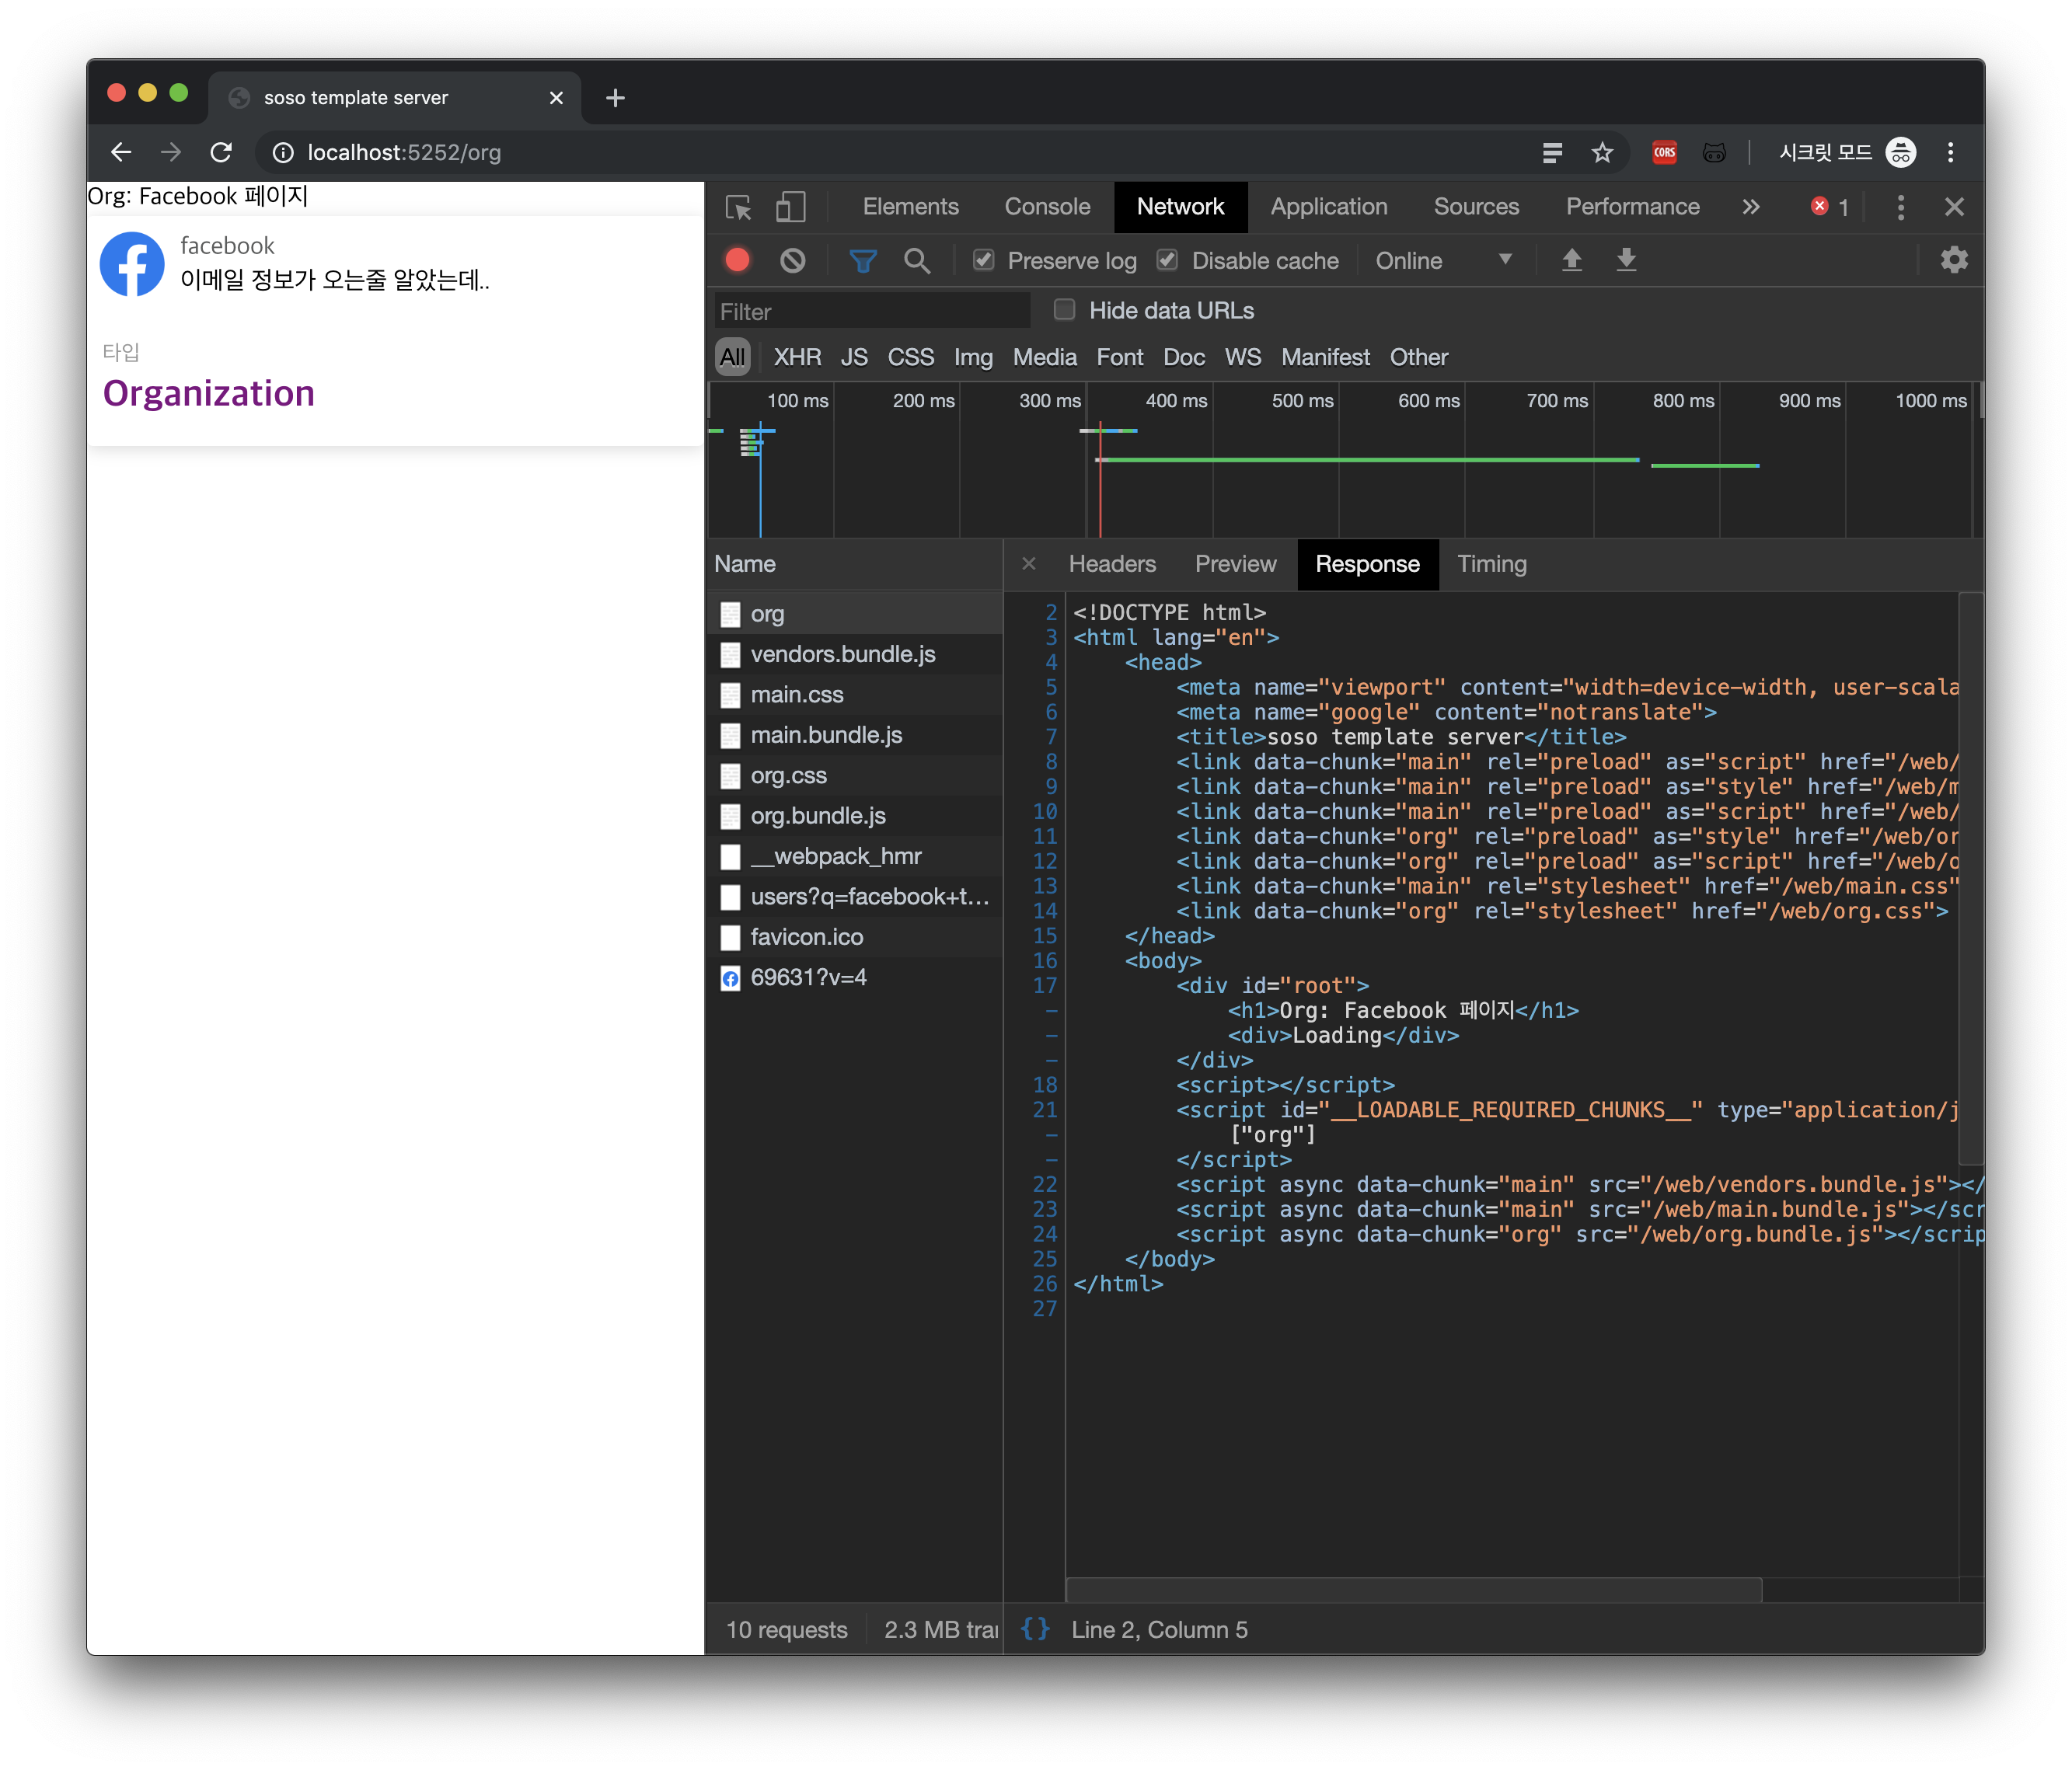 soso template server
localhost:5252/org
CORS
시크릿 모드
Org: Facebook 페이지
facebook
이메일 정보가 오는줄 알았는데..
타입
Organization
Elements Console Network Application Sources Performance » 1
Preserve log Disable cache Online
Filter Hide data URLs
All XHR JS CSS Img Media Font Doc WS Manifest Other
100 ms 200 ms 300 ms 400 ms 500 ms 600 ms 700 ms 800 ms 900 ms 1000 ms
Name
org
vendors.bundle.js
main.css
main.bundle.js
org.css
org.bundle.js
__webpack_hmr
users?q=facebook+t...
favicon.ico
69631?v=4
10 requests 2.3 MB trai
Headers Preview Response Timing
2 <!DOCTYPE html>
3 <html lang="en">
4 <head>
5 <meta name="viewport" content="width=device-width, user-scala
6 <meta name="google" content="notranslate">
7 <title>soso template server</title>
8 <link data-chunk="main" rel="preload" as="script" href="/web/
9 <link data-chunk="main" rel="preload" as="style" href="/web/m
10 <link data-chunk="main" rel="preload" as="script" href="/web/
11 <link data-chunk="org" rel="preload" as="style" href="/web/or
12 <link data-chunk="org" rel="preload" as="script" href="/web/o
13 <link data-chunk="main" rel="stylesheet" href="/web/main.css"
14 <link data-chunk="org" rel="stylesheet" href="/web/org.css">
15 </head>
16 <body>
17 <div id="root">
– <h1>Org: Facebook 페이지</h1>
– <div>Loading</div>
– </div>
18 <script></script>
21 <script id="__LOADABLE_REQUIRED_CHUNKS__" type="application/j
– ["org"]
– </script>
22 <script async data-chunk="main" src="/web/vendors.bundle.js"></
23 <script async data-chunk="main" src="/web/main.bundle.js"></scr
24 <script async data-chunk="org" src="/web/org.bundle.js"></scrip
25 </body>
26 </html>
27
{} Line 2, Column 5